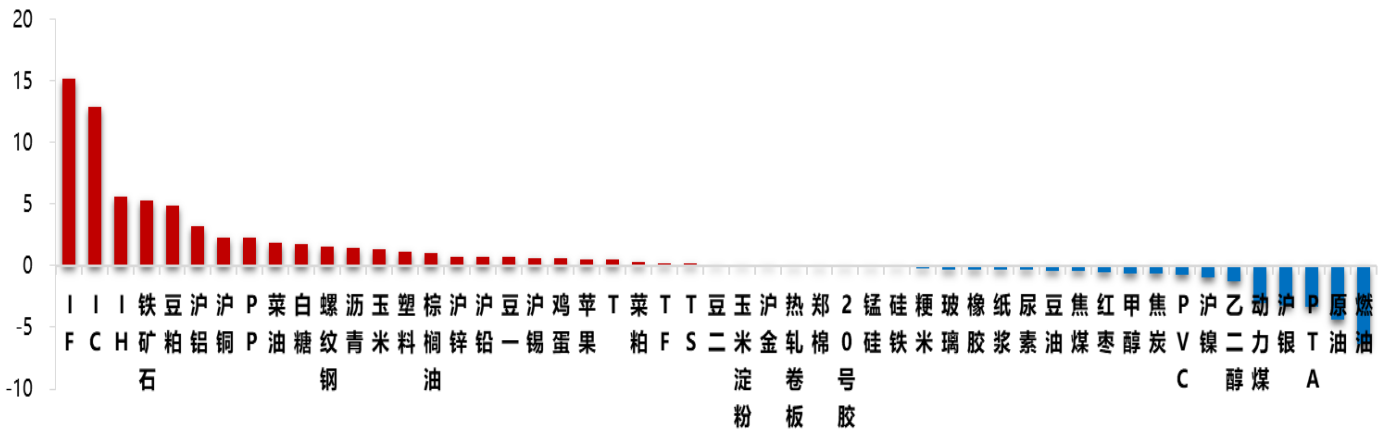 20
15
10
5
0
-5
-10
IF
IC
IH
铁矿石
豆粕
沪铝
沪铜
PP
菜油
白糖
螺纹钢
沥青
玉米
塑料
棕榈油
沪锌
沪铅
豆一
沪锡
鸡蛋
苹果
T
菜粕
TF
TS
豆二
玉米淀粉
沪金
热轧卷板
郑棉
20号胶
锰硅
硅铁
粳米
玻璃
橡胶
纸浆
尿素
豆油
焦煤
红枣
甲醇
焦炭
PVC
沪镍
乙二醇
动力煤
沪银
PTA
原油
燃油